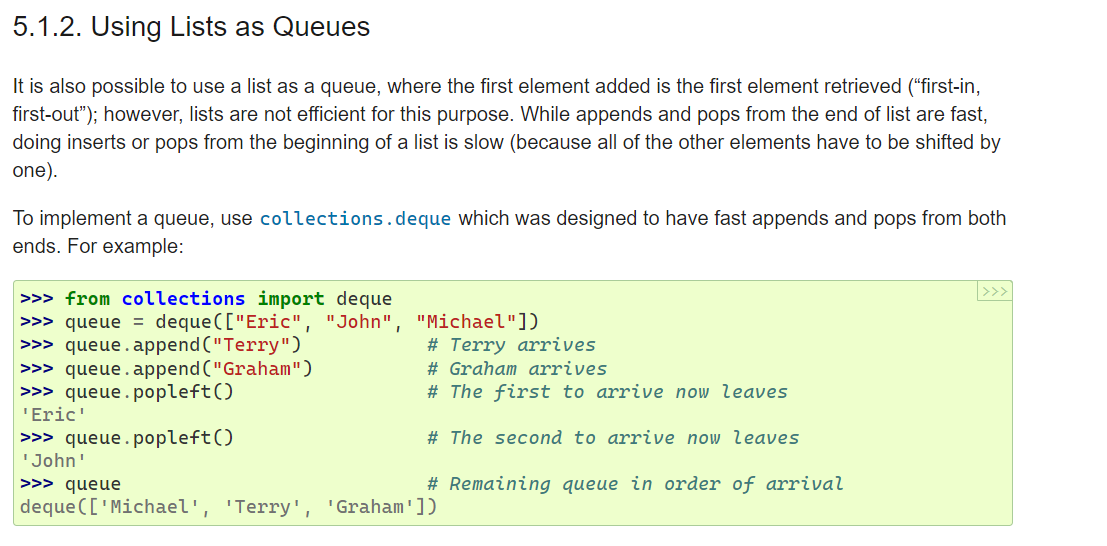 5.1.2. Using Lists as Queues
It is also possible to use a list as a queue, where the first element added is the first element retrieved (“first-in,
first-out”); however, lists are not efficient for this purpose. While appends and pops from the end of list are fast,
doing inserts or pops from the beginning of a list is slow (because all of the other elements have to be shifted by
one).
To implement a queue, use collections.deque which was designed to have fast appends and pops from both
ends. For example:
>>>
>>> from collections import deque
>>> queue = deque(["Eric", "John", "Michael"])
>>> queue.append("Terry")           # Terry arrives
>>> queue.append("Graham")          # Graham arrives
>>> queue.popleft()                 # The first to arrive now leaves
'Eric'
>>> queue.popleft()                 # The second to arrive now leaves
'John'
>>> queue                           # Remaining queue in order of arrival
deque(['Michael', 'Terry', 'Graham'])